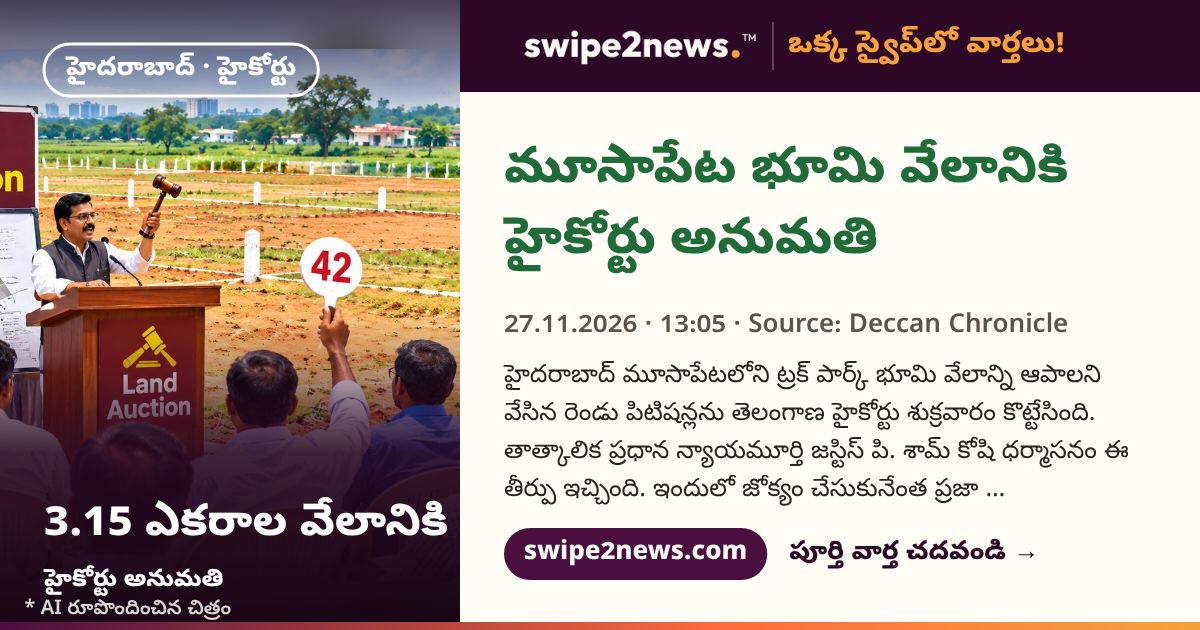 హైదరాబాద్ · హైకోర్టు
on
42
Land
Auction
3.15 ఎకరాల వేలానికి
హైకోర్టు అనుమతి
* AI రూపొందించిన చిత్రం
swipe2news.™ ఒక్క స్వైప్‌లో వార్తలు!
మూసాపేట భూమి వేలానికి
హైకోర్టు అనుమతి
27.11.2026 · 13:05 · Source: Deccan Chronicle
హైదరాబాద్ మూసాపేటలోని ట్రక్ పార్క్ భూమి వేలాన్ని ఆపాలని
వేసిన రెండు పిటిషన్లను తెలంగాణ హైకోర్టు శుక్రవారం కొట్టేసింది.
తాత్కాలిక ప్రధాన న్యాయమూర్తి జస్టిస్ పి. శామ్ కోషి ధర్మాసనం ఈ
తీర్పు ఇచ్చింది. ఇందులో జోక్యం చేసుకునేంత ప్రజా ...
swipe2news.com పూర్తి వార్త చదవండి →